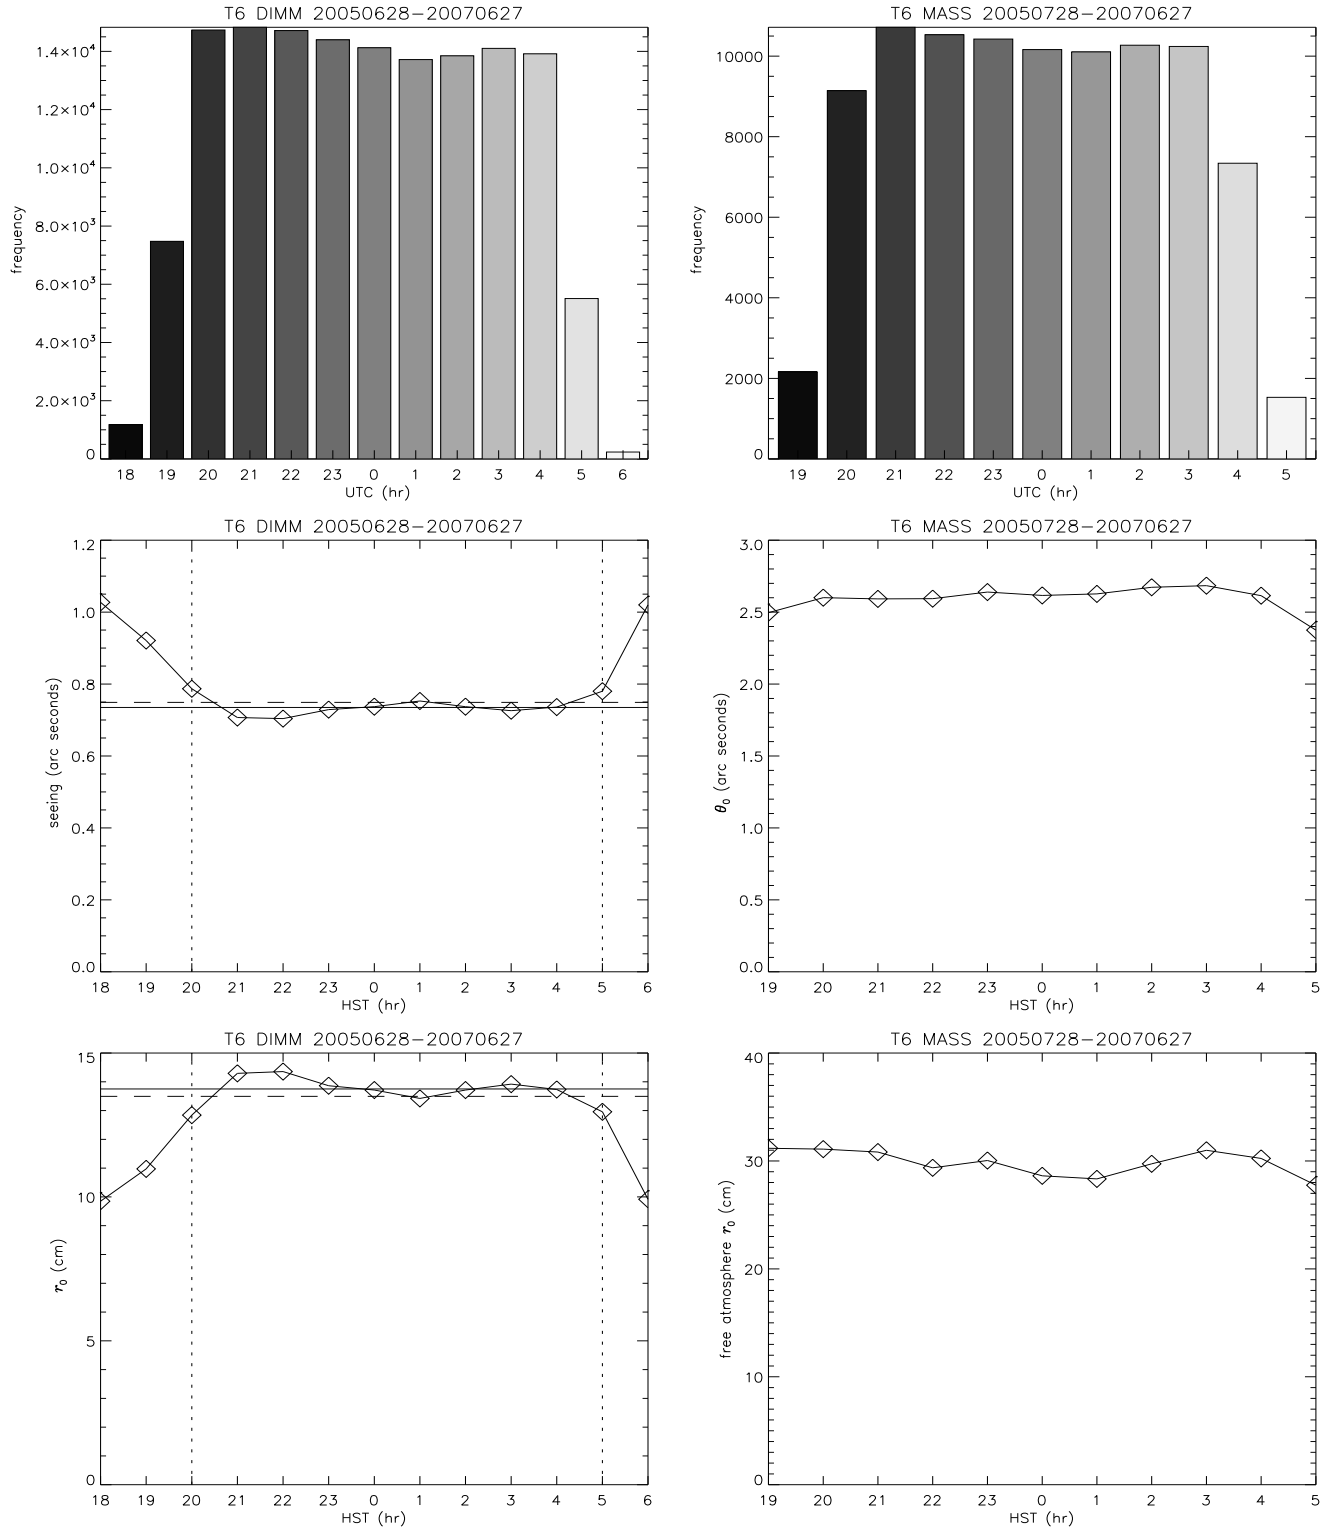 T6 DIMM 20050628−20070627
1.4×10⁴
1.2×10⁴
1.0×10⁴
8.0×10³
6.0×10³
4.0×10³
2.0×10³
0
frequency
18 19 20 21 22 23 0 1 2 3 4 5 6
UTC (hr)
T6 MASS 20050728−20070627
10000
8000
6000
4000
2000
0
frequency
19 20 21 22 23 0 1 2 3 4 5
UTC (hr)
T6 DIMM 20050628−20070627
1.2
1.0
0.8
0.6
0.4
0.2
0.0
seeing (arc seconds)
18 19 20 21 22 23 0 1 2 3 4 5 6
HST (hr)
T6 MASS 20050728−20070627
3.0
2.5
2.0
1.5
1.0
0.5
0.0
θ₀ (arc seconds)
19 20 21 22 23 0 1 2 3 4 5
HST (hr)
T6 DIMM 20050628−20070627
15
10
5
0
r₀ (cm)
18 19 20 21 22 23 0 1 2 3 4 5 6
HST (hr)
T6 MASS 20050728−20070627
40
30
20
10
0
free atmosphere r₀ (cm)
19 20 21 22 23 0 1 2 3 4 5
HST (hr)